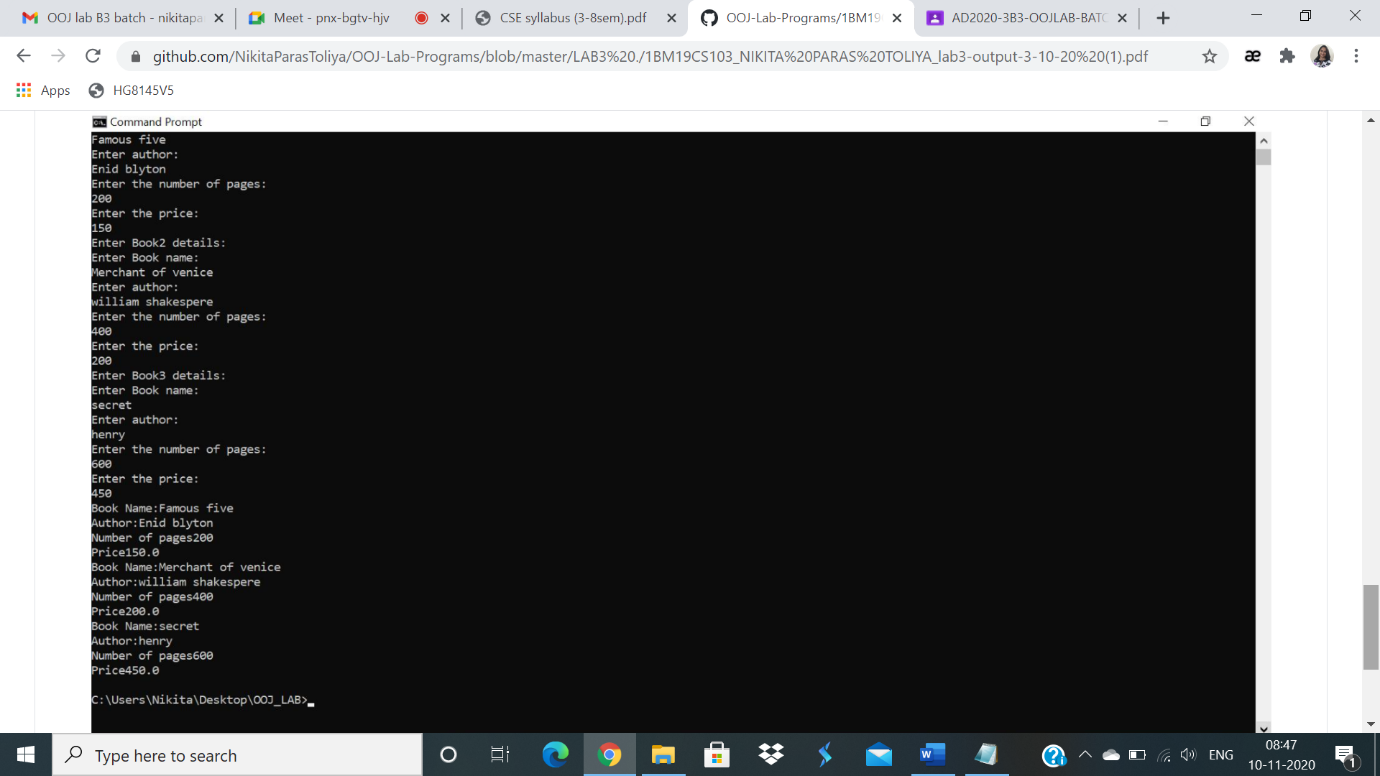 OOJ lab B3 batch - nikitapa
Meet - pnx-bgtv-hjv
CSE syllabus (3-8sem).pdf
OOJ-Lab-Programs/1BM19
AD2020-3B3-OOJLAB-BATC
github.com/NikitaParasToliya/OOJ-Lab-Programs/blob/master/LAB3%20./1BM19CS103_NIKITA%20PARAS%20TOLIYA_lab3-output-3-10-20%20(1).pdf
Apps
HG8145V5
Command Prompt
Famous five
Enter author:
Enid blyton
Enter the number of pages:
200
Enter the price:
150
Enter Book2 details:
Enter Book name:
Merchant of venice
Enter author:
william shakespere
Enter the number of pages:
400
Enter the price:
200
Enter Book3 details:
Enter Book name:
secret
Enter author:
henry
Enter the number of pages:
600
Enter the price:
450
Book Name:Famous five
Author:Enid blyton
Number of pages200
Price150.0
Book Name:Merchant of venice
Author:william shakespere
Number of pages400
Price200.0
Book Name:secret
Author:henry
Number of pages600
Price450.0
C:\Users\Nikita\Desktop\OOJ_LAB>
Type here to search
ENG
08:47
10-11-2020
1